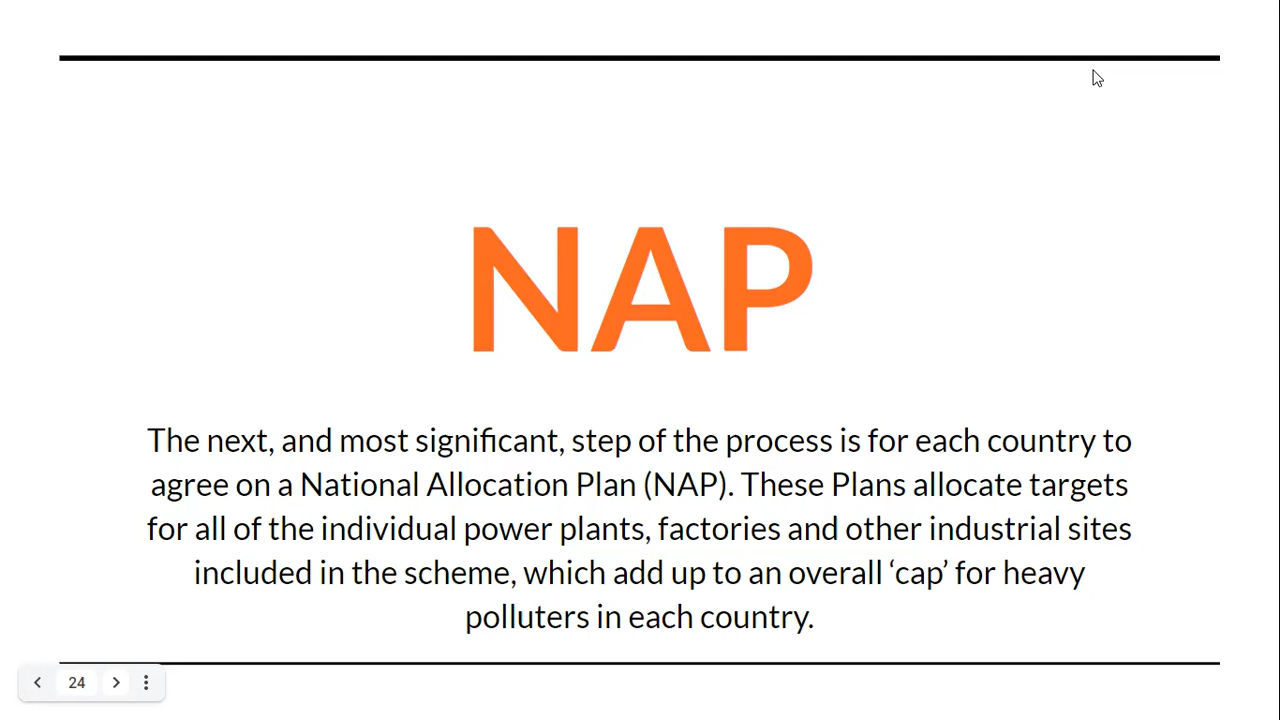 NAP
The next, and most significant, step of the process is for each country to
agree on a National Allocation Plan (NAP). These Plans allocate targets
for all of the individual power plants, factories and other industrial sites
included in the scheme, which add up to an overall ‘cap’ for heavy
polluters in each country.
24